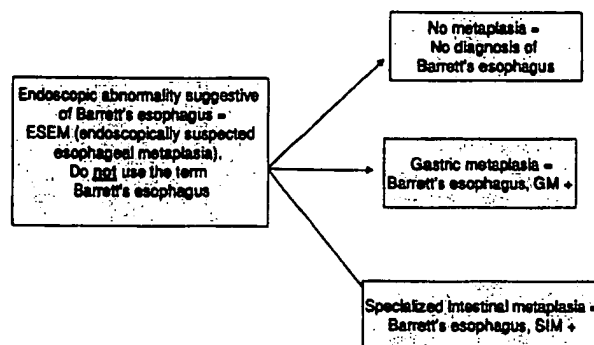 Endoscopic abnormality suggestive
of Barrett's esophagus =
ESEM (endoscopically suspected
esophageal metaplasia).
Do not use the term
Barrett's esophagus
No metaplasia =
No diagnosis of
Barrett's esophagus
Gastric metaplasia =
Barrett's esophagus, GM +
Specialized Intestinal metaplasia =
Barrett's esophagus, SIM +